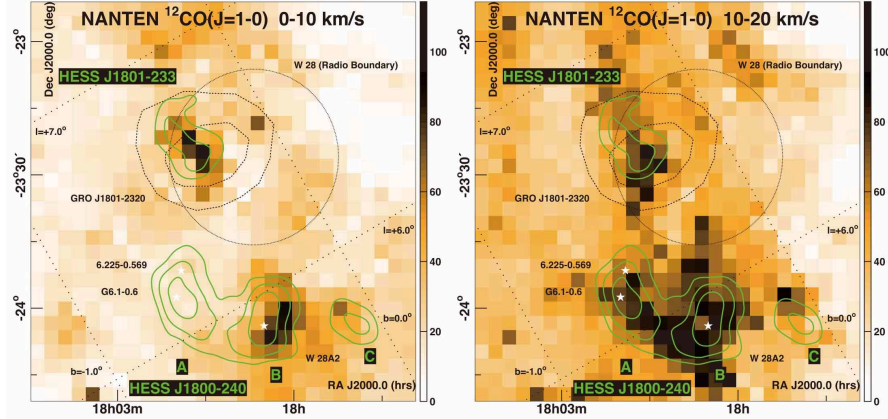 NANTEN ¹²CO(J=1-0) 0-10 km/s
Dec J2000.0 (deg)
-23°
-23°30´
-24°
HESS J1801-233
W 28 (Radio Boundary)
l=+7.0°
GRO J1801-2320
l=+6.0°
6.225-0.569
G6.1-0.6
b=0.0°
W 28A2
b=-1.0°
A
B
C
HESS J1800-240
RA J2000.0 (hrs)
18h03m
18h
100
80
60
40
20
0
NANTEN ¹²CO(J=1-0) 10-20 km/s
Dec J2000.0 (deg)
-23°
-23°30´
-24°
HESS J1801-233
W 28 (Radio Boundary)
l=+7.0°
GRO J1801-2320
l=+6.0°
6.225-0.569
G6.1-0.6
b=0.0°
W 28A2
b=-1.0°
A
B
C
HESS J1800-240
RA J2000.0 (hrs)
18h03m
18h
100
80
60
40
20
0